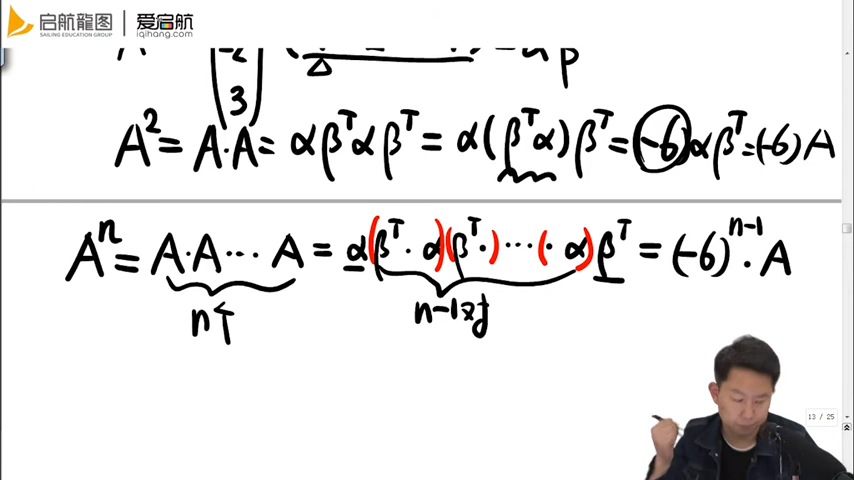 启航龍图 爱启航
SAILING EDUCATION GROUP iqihang.com
3
A² = A·A = αβᵀαβᵀ = α(βᵀα)βᵀ = (-6)αβᵀ = (-6)A
Aⁿ = A·A···A = α(βᵀ·α)(βᵀ·)···(·α)βᵀ = (-6)ⁿ⁻¹·A
n个 n-1对
13 / 25